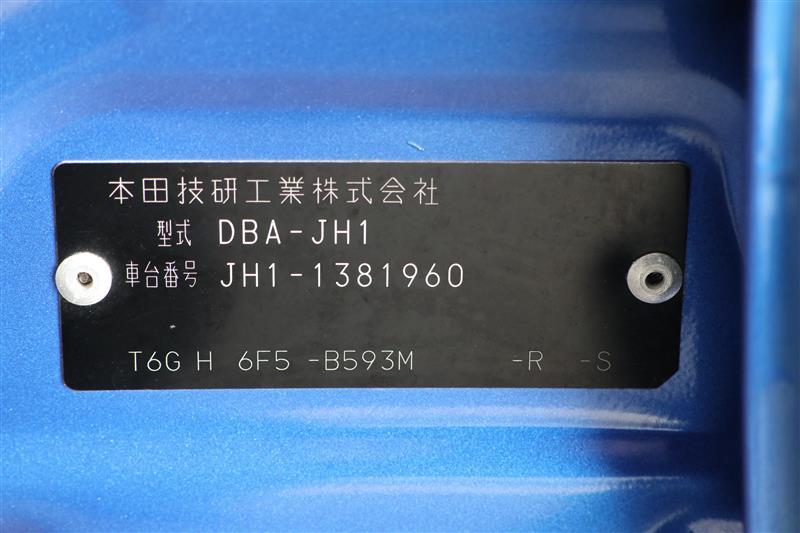 本田技研工業株式会社
型式 DBA-JH1
車台番号 JH1-1381960
T6G H 6F5 -B593M -R -S